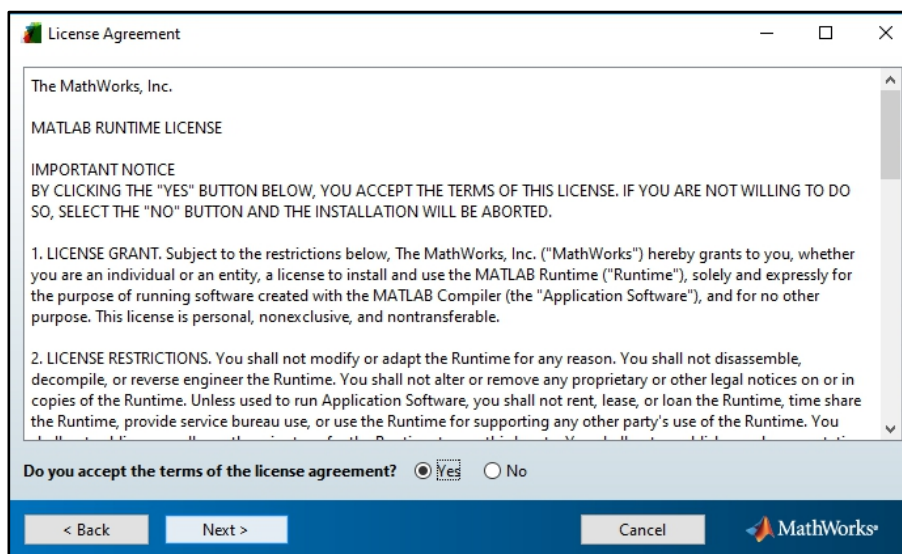 License Agreement
The MathWorks, Inc.
MATLAB RUNTIME LICENSE
IMPORTANT NOTICE
BY CLICKING THE "YES" BUTTON BELOW, YOU ACCEPT THE TERMS OF THIS LICENSE. IF YOU ARE NOT WILLING TO DO
SO, SELECT THE "NO" BUTTON AND THE INSTALLATION WILL BE ABORTED.
1. LICENSE GRANT. Subject to the restrictions below, The MathWorks, Inc. ("MathWorks") hereby grants to you, whether
you are an individual or an entity, a license to install and use the MATLAB Runtime ("Runtime"), solely and expressly for
the purpose of running software created with the MATLAB Compiler (the "Application Software"), and for no other
purpose. This license is personal, nonexclusive, and nontransferable.
2. LICENSE RESTRICTIONS. You shall not modify or adapt the Runtime for any reason. You shall not disassemble,
decompile, or reverse engineer the Runtime. You shall not alter or remove any proprietary or other legal notices on or in
copies of the Runtime. Unless used to run Application Software, you shall not rent, lease, or loan the Runtime, time share
the Runtime, provide service bureau use, or use the Runtime for supporting any other party's use of the Runtime. You
Do you accept the terms of the license agreement? Yes No
< Back Next > Cancel MathWorks®